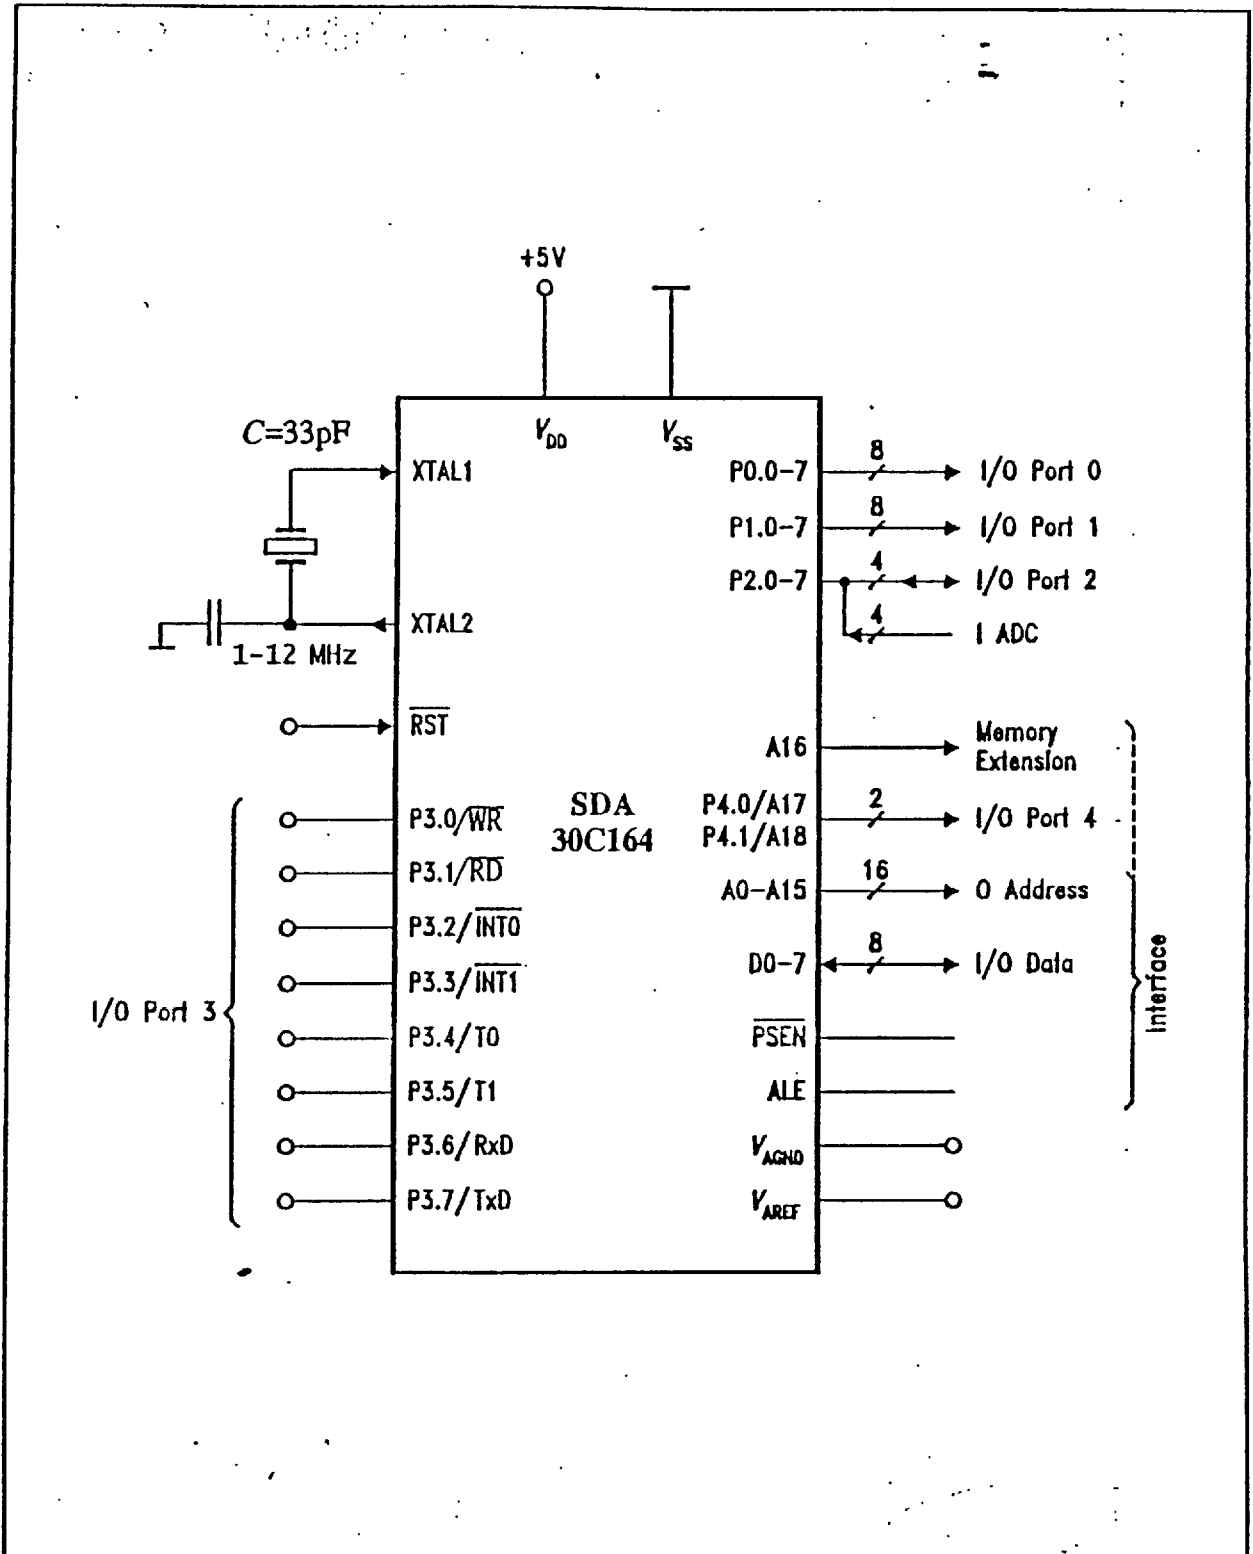 +5V
C=33pF
VDD
VSS
XTAL1
P0.0-7
8
I/O Port 0
P1.0-7
8
I/O Port 1
P2.0-7
4
I/O Port 2
4
I ADC
XTAL2
1-12 MHz
RST
A16
Memory
Extension
SDA
30C164
P3.0/WR
P4.0/A17
P4.1/A18
2
I/O Port 4
P3.1/RD
A0-A15
16
O Address
P3.2/INT0
D0-7
8
I/O Data
P3.3/INT1
I/O Port 3
Interface
P3.4/T0
PSEN
P3.5/T1
ALE
P3.6/RxD
VAGND
P3.7/TxD
VAREF